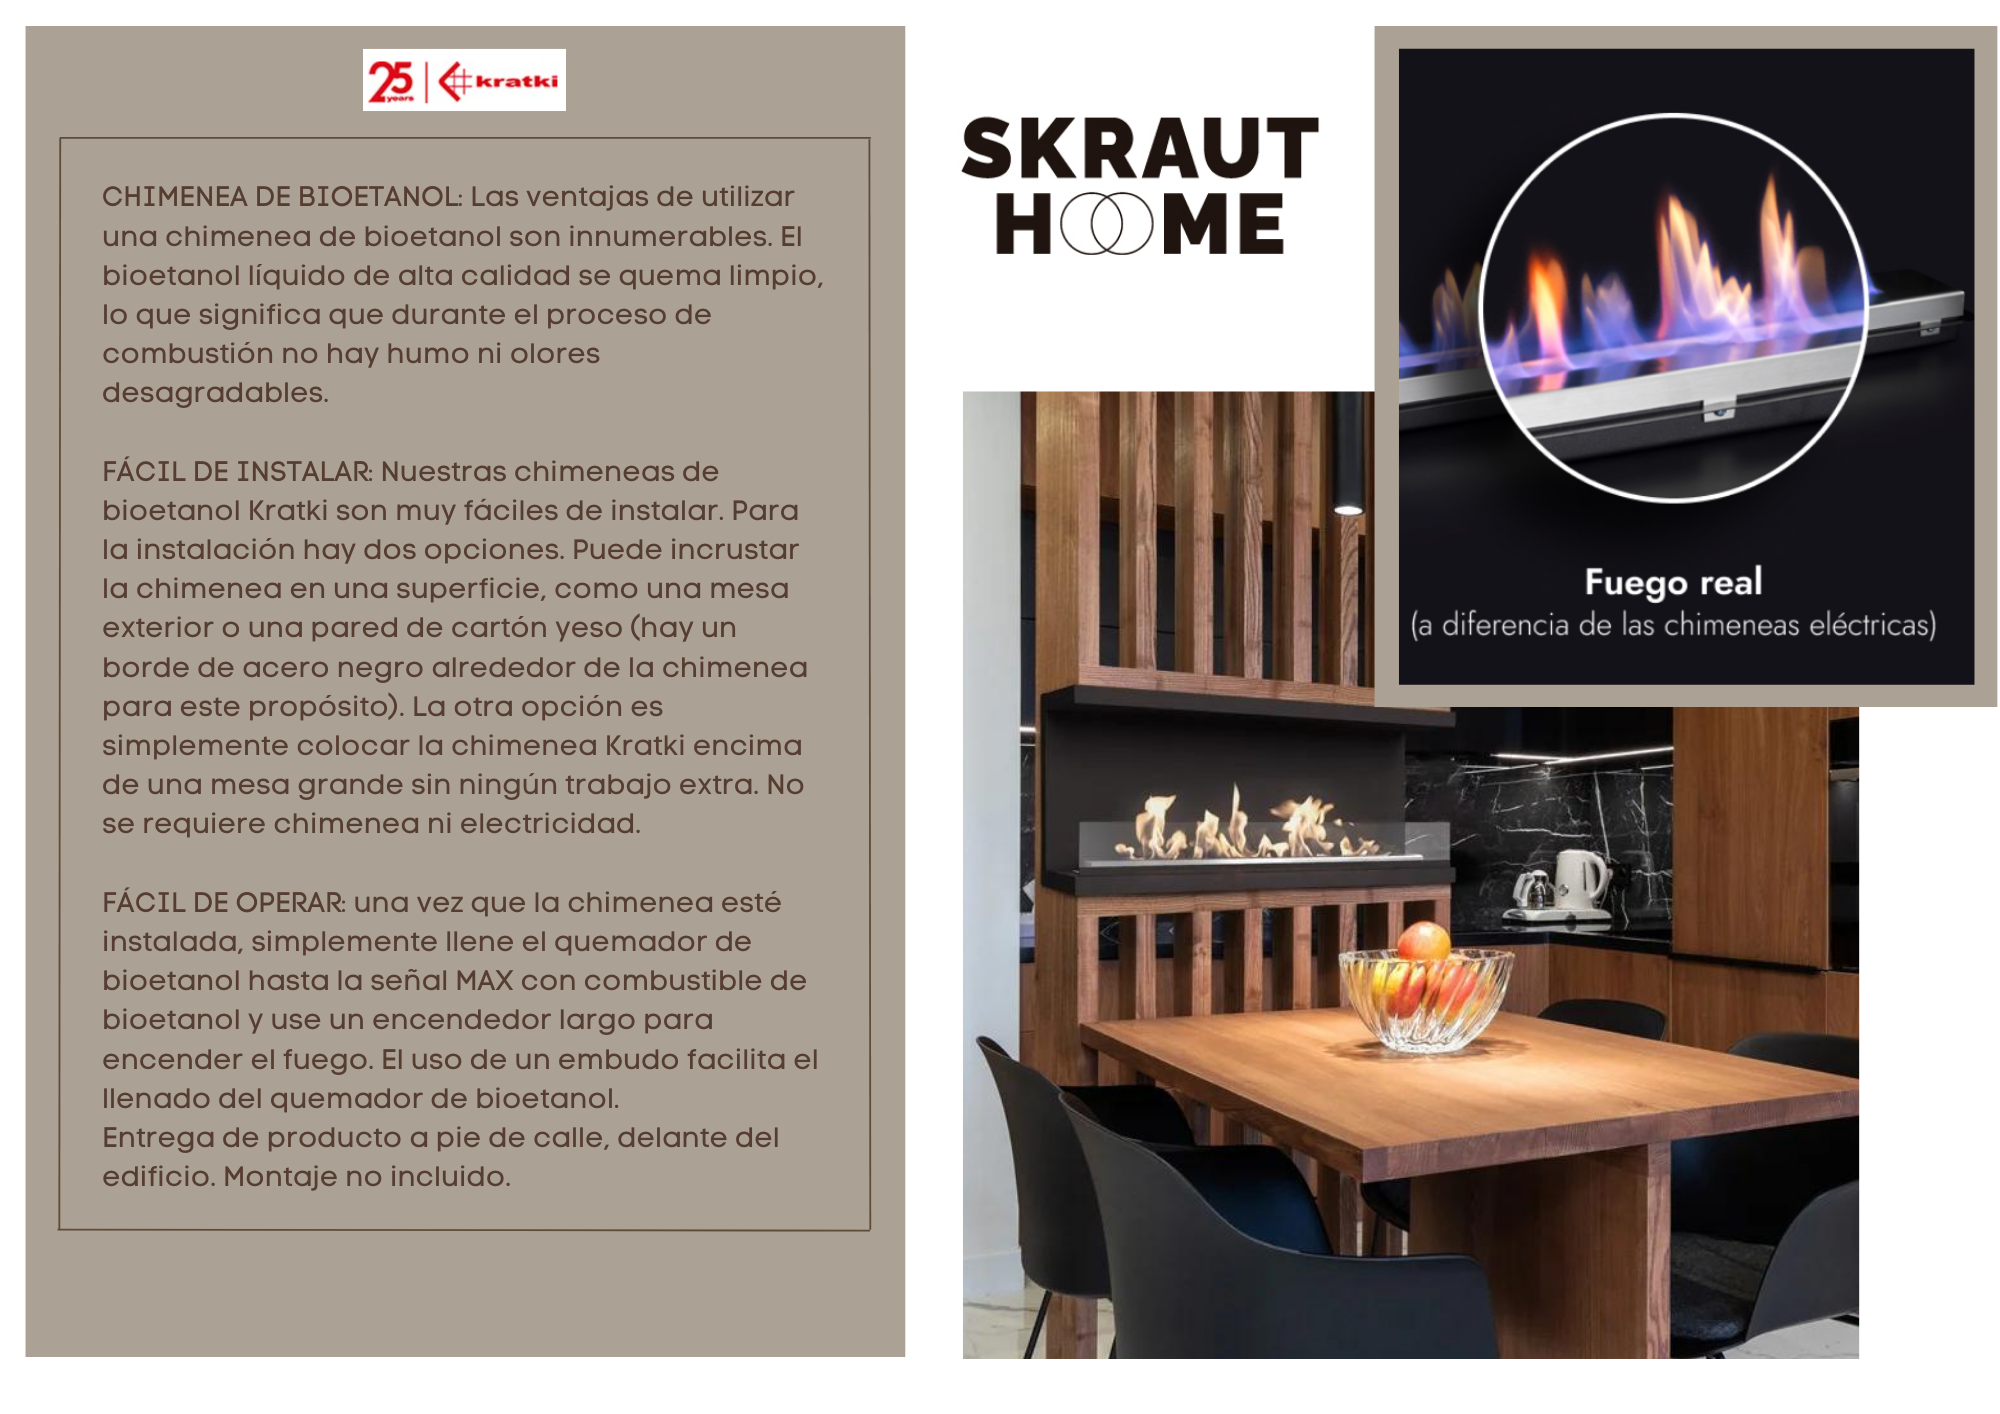 25 years kratki
CHIMENEA DE BIOETANOL: Las ventajas de utilizar
una chimenea de bioetanol son innumerables. El
bioetanol líquido de alta calidad se quema limpio,
lo que significa que durante el proceso de
combustión no hay humo ni olores
desagradables.
FÁCIL DE INSTALAR: Nuestras chimeneas de
bioetanol Kratki son muy fáciles de instalar. Para
la instalación hay dos opciones. Puede incrustar
la chimenea en una superficie, como una mesa
exterior o una pared de cartón yeso (hay un
borde de acero negro alrededor de la chimenea
para este propósito). La otra opción es
simplemente colocar la chimenea Kratki encima
de una mesa grande sin ningún trabajo extra. No
se requiere chimenea ni electricidad.
FÁCIL DE OPERAR: una vez que la chimenea esté
instalada, simplemente llene el quemador de
bioetanol hasta la señal MAX con combustible de
bioetanol y use un encendedor largo para
encender el fuego. El uso de un embudo facilita el
llenado del quemador de bioetanol.
Entrega de producto a pie de calle, delante del
edificio. Montaje no incluido.
SKRAUT
HOME
Fuego real
(a diferencia de las chimeneas eléctricas)